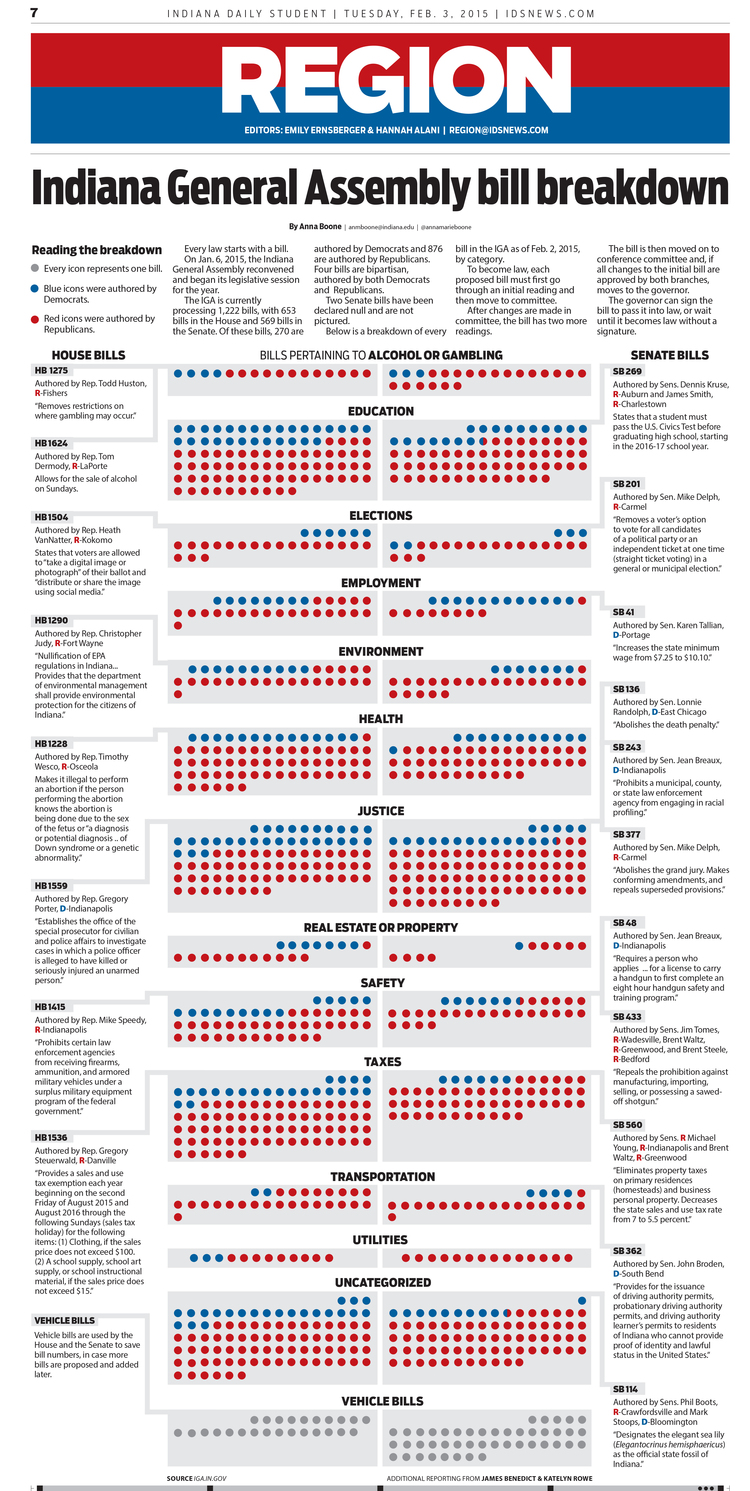 7
INDIANA DAILY STUDENT | TUESDAY, FEB. 3, 2015 | IDSNEWS.COM
REGION
EDITORS: EMILY ERNSBERGER & HANNAH ALANI | REGION@IDSNEWS.COM
Indiana General Assembly bill breakdown
By Anna Boone | anmboone@indiana.edu | @annamarieboone
Reading the breakdown
Every icon represents one bill.
Blue icons were authored by
Democrats.
Red icons were authored by
Republicans.
Every law starts with a bill.
On Jan. 6, 2015, the Indiana
General Assembly reconvened
and began its legislative session
for the year.
The IGA is currently
processing 1,222 bills, with 653
bills in the House and 569 bills in
the Senate. Of these bills, 270 are
authored by Democrats and 876
are authored by Republicans.
Four bills are bipartisan,
authored by both Democrats
and Republicans.
Two Senate bills have been
declared null and are not
pictured.
Below is a breakdown of every
bill in the IGA as of Feb. 2, 2015,
by category.
To become law, each
proposed bill must first go
through an initial reading and
then move to committee.
After changes are made in
committee, the bill has two more
readings.
The bill is then moved on to
conference committee and, if
all changes to the initial bill are
approved by both branches,
moves to the governor.
The governor can sign the
bill to pass it into law, or wait
until it becomes law without a
signature.
HOUSE BILLS
HB 1275
Authored by Rep. Todd Huston,
R-Fishers
“Removes restrictions on
where gambling may occur.”
HB 1624
Authored by Rep. Tom
Dermody, R-LaPorte
Allows for the sale of alcohol
on Sundays.
HB 1504
Authored by Rep. Heath
VanNatter, R-Kokomo
States that voters are allowed
to “take a digital image or
photograph” of their ballot and
“distribute or share the image
using social media.”
HB 1290
Authored by Rep. Christopher
Judy, R-Fort Wayne
“Nullification of EPA
regulations in Indiana...
Provides that the department
of environmental management
shall provide environmental
protection for the citizens of
Indiana.”
HB 1228
Authored by Rep. Timothy
Wesco, R-Osceola
Makes it illegal to perform
an abortion if the person
performing the abortion
knows the abortion is
being done due to the sex
of the fetus or “a diagnosis
or potential diagnosis .. of
Down syndrome or a genetic
abnormality.”
HB 1559
Authored by Rep. Gregory
Porter, D-Indianapolis
“Establishes the office of the
special prosecutor for civilian
and police affairs to investigate
cases in which a police officer
is alleged to have killed or
seriously injured an unarmed
person.”
HB 1415
Authored by Rep. Mike Speedy,
R-Indianapolis
“Prohibits certain law
enforcement agencies
from receiving firearms,
ammunition, and armored
military vehicles under a
surplus military equipment
program of the federal
government.”
HB 1536
Authored by Rep. Gregory
Steuerwald, R-Danville
“Provides a sales and use
tax exemption each year
beginning on the second
Friday of August 2015 and
August 2016 through the
following Sundays (sales tax
holiday) for the following
items: (1) Clothing, if the sales
price does not exceed $100.
(2) A school supply, school art
supply, or school instructional
material, if the sales price does
not exceed $15.”
VEHICLE BILLS
Vehicle bills are used by the
House and the Senate to save
bill numbers, in case more
bills are proposed and added
later.
BILLS PERTAINING TO ALCOHOL OR GAMBLING
EDUCATION
ELECTIONS
EMPLOYMENT
ENVIRONMENT
HEALTH
JUSTICE
REAL ESTATE OR PROPERTY
SAFETY
TAXES
TRANSPORTATION
UTILITIES
UNCATEGORIZED
VEHICLE BILLS
SENATE BILLS
SB 269
Authored by Sens. Dennis Kruse,
R-Auburn and James Smith,
R-Charlestown
States that a student must
pass the U.S. Civics Test before
graduating high school, starting
in the 2016-17 school year.
SB 201
Authored by Sen. Mike Delph,
R-Carmel
“Removes a voter’s option
to vote for all candidates
of a political party or an
independent ticket at one time
(straight ticket voting) in a
general or municipal election.”
SB 41
Authored by Sen. Karen Tallian,
D-Portage
“Increases the state minimum
wage from $7.25 to $10.10.”
SB 136
Authored by Sen. Lonnie
Randolph, D-East Chicago
“Abolishes the death penalty.”
SB 243
Authored by Sen. Jean Breaux,
D-Indianapolis
“Prohibits a municipal, county,
or state law enforcement
agency from engaging in racial
profiling.”
SB 377
Authored by Sen. Mike Delph,
R-Carmel
“Abolishes the grand jury. Makes
conforming amendments, and
repeals superseded provisions.”
SB 48
Authored by Sen. Jean Breaux,
D-Indianapolis
“Requires a person who
applies ... for a license to carry
a handgun to first complete an
eight hour handgun safety and
training program.”
SB 433
Authored by Sens. Jim Tomes,
R-Wadesville, Brent Waltz,
R-Greenwood, and Brent Steele,
R-Bedford
“Repeals the prohibition against
manufacturing, importing,
selling, or possessing a sawed-
off shotgun.”
SB 560
Authored by Sens. R Michael
Young, R-Indianapolis and Brent
Waltz, R-Greenwood
“Eliminates property taxes
on primary residences
(homesteads) and business
personal property. Decreases
the state sales and use tax rate
from 7 to 5.5 percent.”
SB 362
Authored by Sen. John Broden,
D-South Bend
“Provides for the issuance
of driving authority permits,
probationary driving authority
permits, and driving authority
learner’s permits to residents
of Indiana who cannot provide
proof of identity and lawful
status in the United States.”
SB 114
Authored by Sens. Phil Boots,
R-Crawfordsville and Mark
Stoops, D-Bloomington
“Designates the elegant sea lily
(Elegantocrinus hemisphaericus)
as the official state fossil of
Indiana.”
SOURCE IGA.IN.GOV
ADDITIONAL REPORTING FROM JAMES BENEDICT & KATELYN ROWE